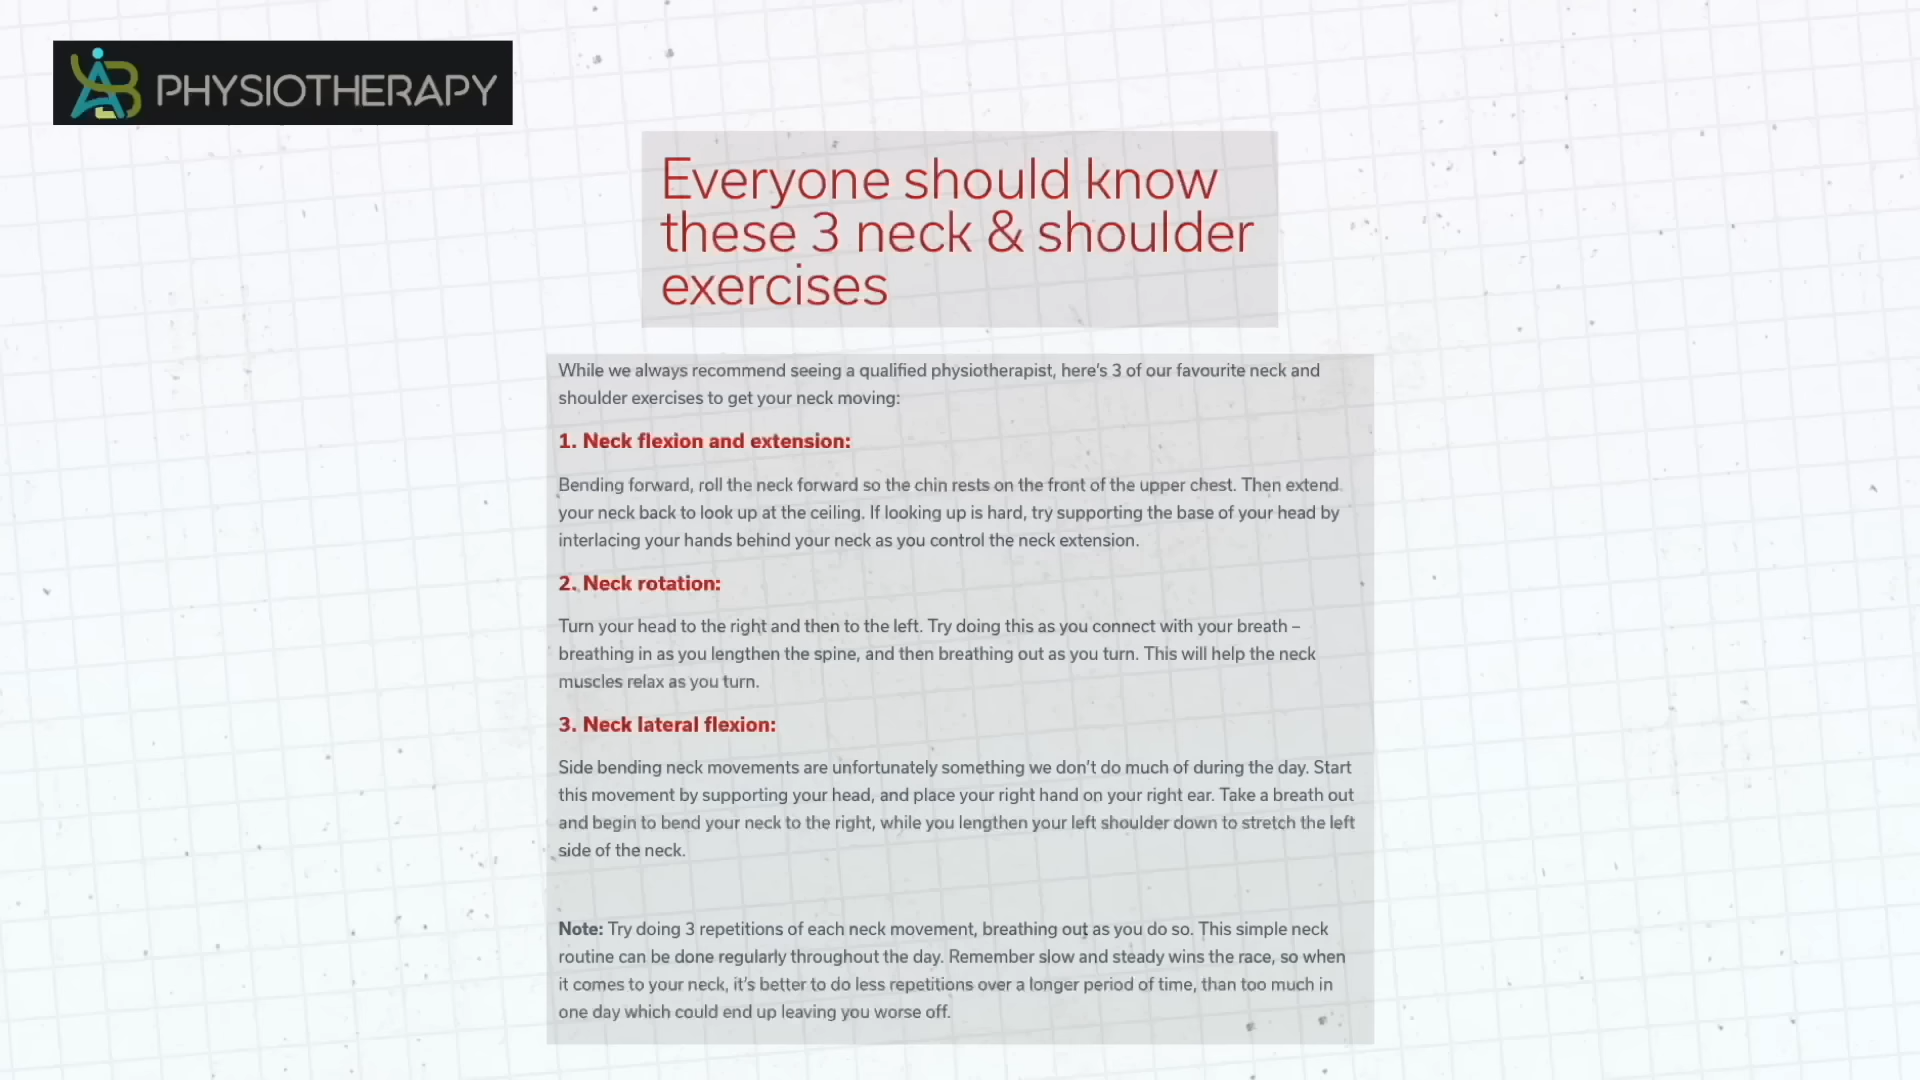 PHYSIOTHERAPY
Everyone should know
these 3 neck & shoulder
exercises
While we always recommend seeing a qualified physiotherapist, here's 3 of our favourite neck and
shoulder exercises to get your neck moving:
1. Neck flexion and extension:
Bending forward, roll the neck forward so the chin rests on the front of the upper chest. Then extend
your neck back to look up at the ceiling. If looking up is hard, try supporting the base of your head by
interlacing your hands behind your neck as you control the neck extension.
2. Neck rotation:
Turn your head to the right and then to the left. Try doing this as you connect with your breath –
breathing in as you lengthen the spine, and then breathing out as you turn. This will help the neck
muscles relax as you turn.
3. Neck lateral flexion:
Side bending neck movements are unfortunately something we don't do much of during the day. Start
this movement by supporting your head, and place your right hand on your right ear. Take a breath out
and begin to bend your neck to the right, while you lengthen your left shoulder down to stretch the left
side of the neck.
Note: Try doing 3 repetitions of each neck movement, breathing out as you do so. This simple neck
routine can be done regularly throughout the day. Remember slow and steady wins the race, so when
it comes to your neck, it's better to do less repetitions over a longer period of time, than too much in
one day which could end up leaving you worse off.